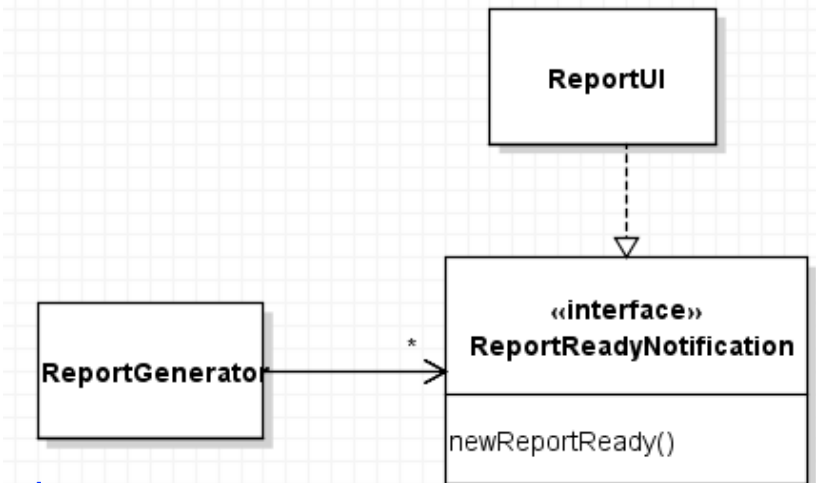 ReportUI
«interface»
ReportReadyNotification
*
ReportGenerator
newReportReady()